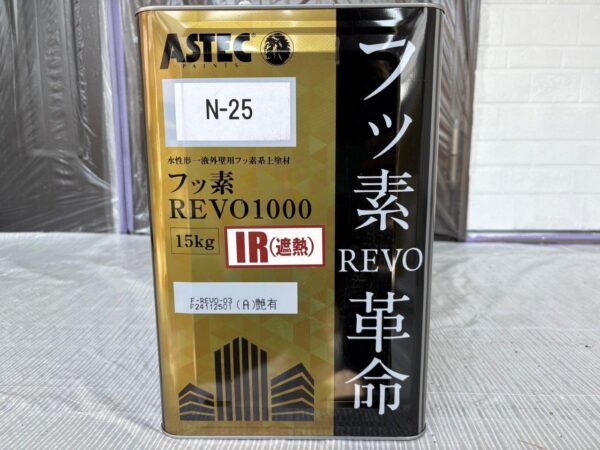 ASTEC
PAINTS
N-25
水性形一液外壁用フッ素系上塗材
フッ素
REVO1000
15kg
IR(遮熱)
F-REVO-03
F24112501
(A)艶有
フッ素
REVO
革命